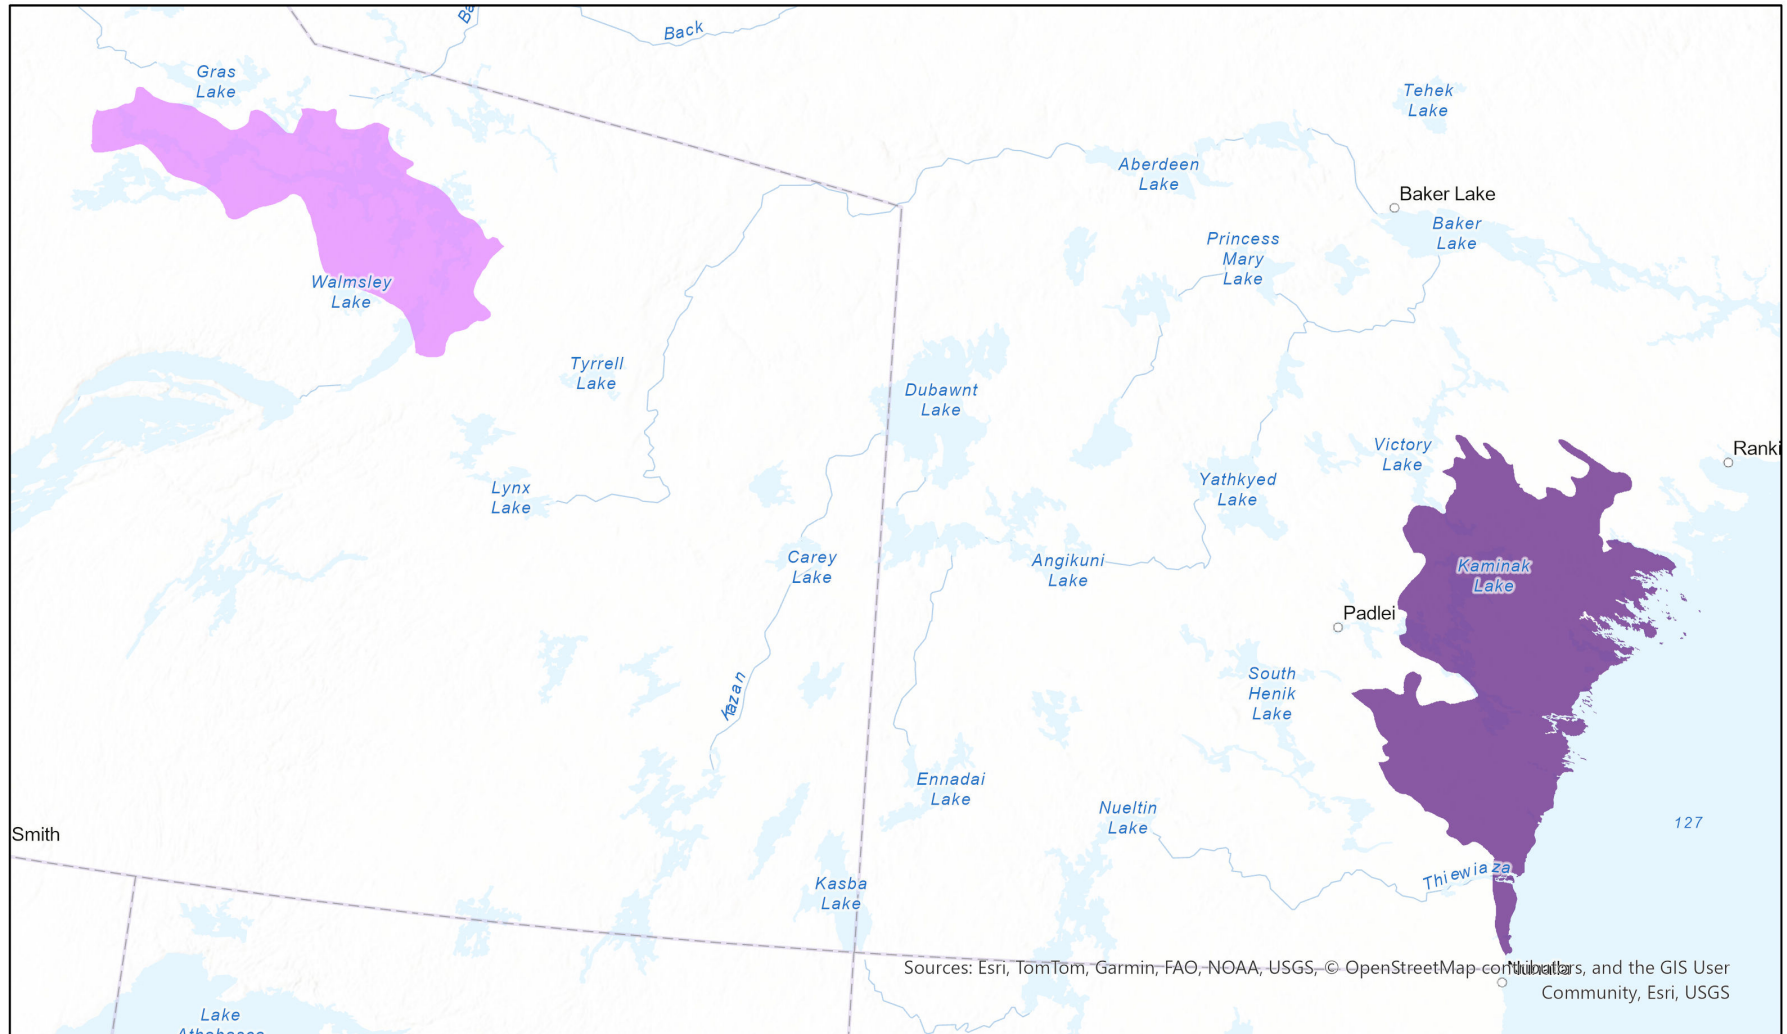 Ba
Back
Gras
Lake
Tehek
Lake
Aberdeen
Lake
Baker Lake
Baker
Lake
Princess
Mary
Lake
Walmsley
Lake
Tyrrell
Lake
Dubawnt
Lake
Victory
Lake
Ranki
Yathkyed
Lake
Lynx
Lake
Carey
Lake
Angikuni
Lake
Kaminak
Lake
Padlei
South
Henik
Lake
Kazan
Ennadai
Lake
Nueltin
Lake
127
Smith
Thiewiaza
Kasba
Lake
Sources: Esri, TomTom, Garmin, FAO, NOAA, USGS, © OpenStreetMap contributors, and the GIS User
Community, Esri, USGS
Lake
Athabasca